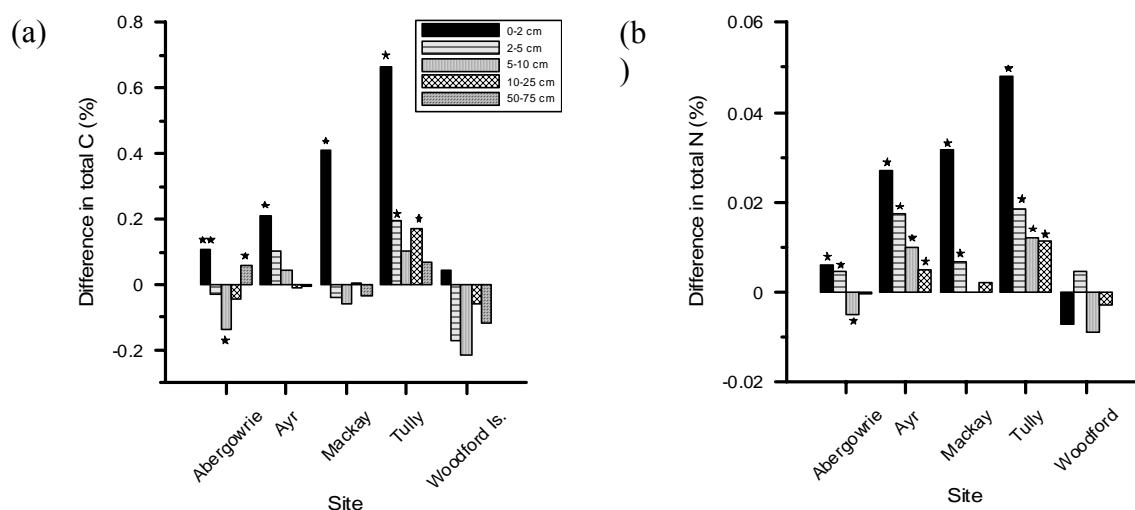 (a)
Difference in total C (%)
0.8
0.6
0.4
0.2
0
-0.2
0-2 cm
2-5 cm
5-10 cm
10-25 cm
50-75 cm
Abergowrie
Ayr
Mackay
Tully
Woodford Is.
Site
(b
)
Difference in total N (%)
0.06
0.04
0.02
0
-0.02
Abergowrie
Ayr
Mackay
Tully
Woodford
Site